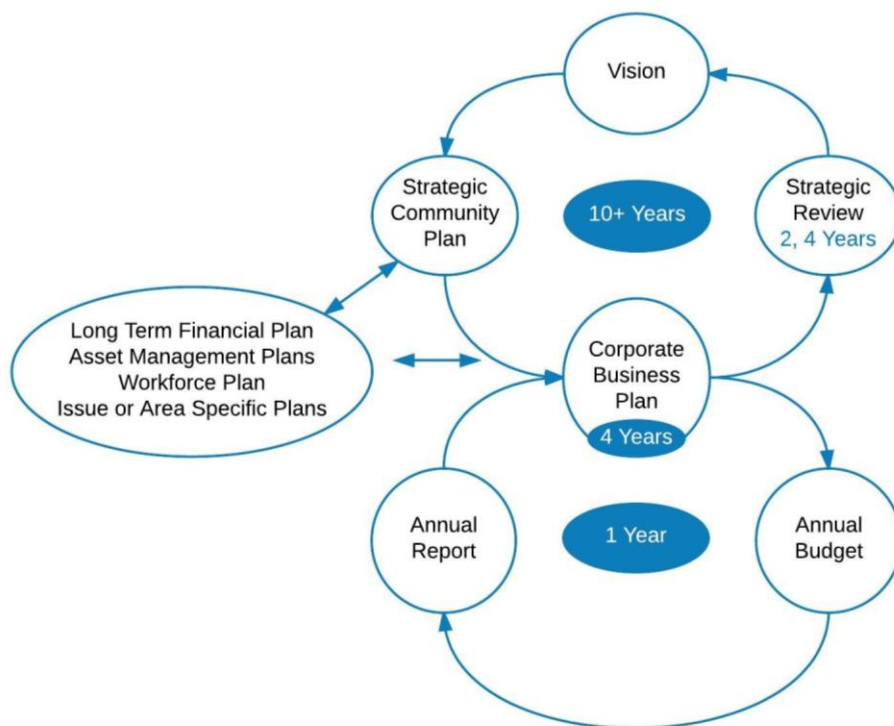 Vision
Strategic
Community
Plan
10+ Years
Strategic
Review
2, 4 Years
Long Term Financial Plan
Asset Management Plans
Workforce Plan
Issue or Area Specific Plans
Corporate
Business
Plan
4 Years
Annual
Report
1 Year
Annual
Budget